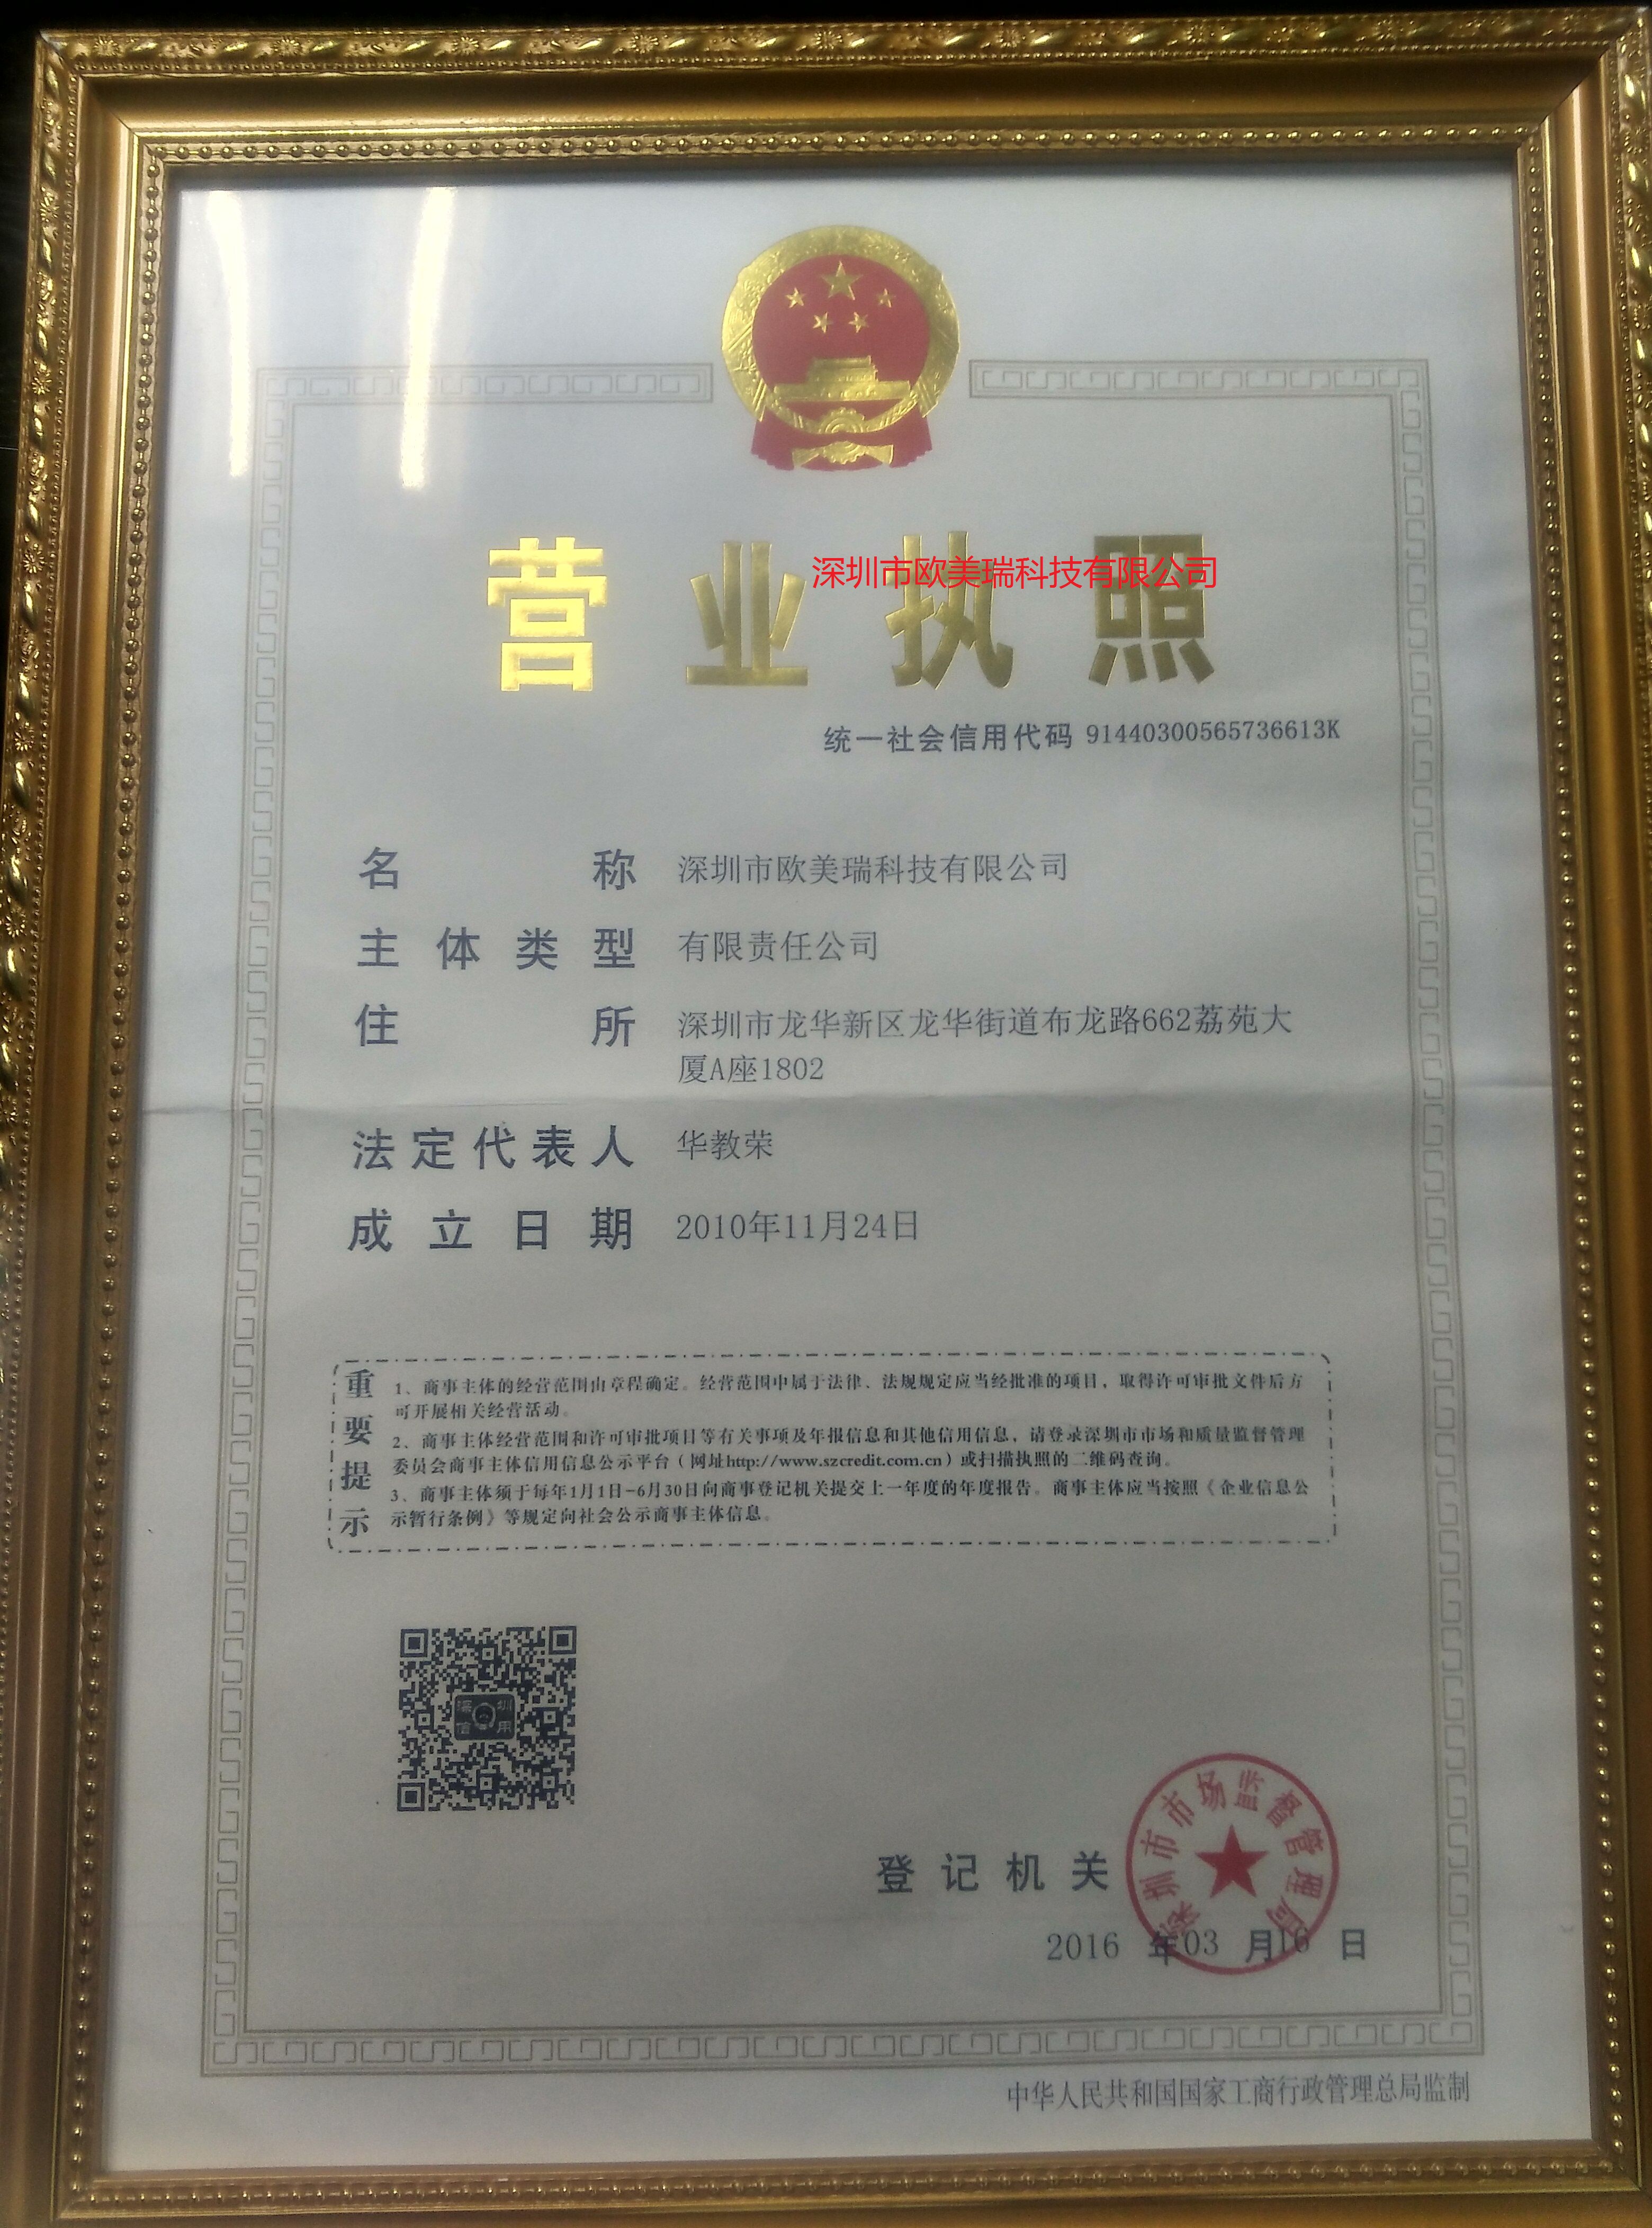 营业执照
深圳市欧美瑞科技有限公司
统一社会信用代码 91440300565736613K
名称 深圳市欧美瑞科技有限公司
主体类型 有限责任公司
住所 深圳市龙华新区龙华街道布龙路662荔苑大
厦A座1802
法定代表人 华教荣
成立日期 2010年11月24日
重要提示
1、商事主体的经营范围由章程确定。经营范围中属于法律、法规规定应当经批准的项目，取得许可审批文件后方
可开展相关经营活动。
2、商事主体经营范围和许可审批项目等有关事项及年报信息和其他信用信息，请登录深圳市市场和质量监督管理
委员会商事主体信用信息公示平台（网址http://www.szcredit.com.cn）或扫描执照的二维码查询。
3、商事主体须于每年1月1日-6月30日向商事登记机关提交上一年度的年度报告。商事主体应当按照《企业信息公
示暂行条例》等规定向社会公示商事主体信息。
深圳
信用
登记机关
深圳市市场监督管理局
2016 年03 月16 日
中华人民共和国国家工商行政管理总局监制